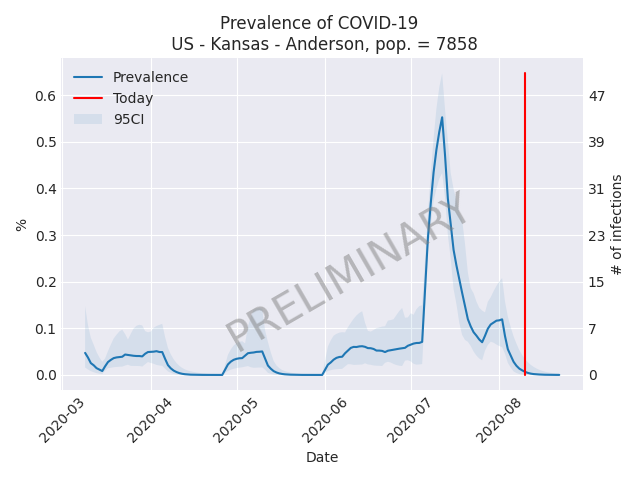 Prevalence of COVID-19
US - Kansas - Anderson, pop. = 7858
Prevalence
Today
95CI
0.6
0.5
0.4
0.3
0.2
0.1
0.0
%
47
39
31
23
15
7
0
# of infections
PRELIMINARY
2020-03
2020-04
2020-05
2020-06
2020-07
2020-08
Date